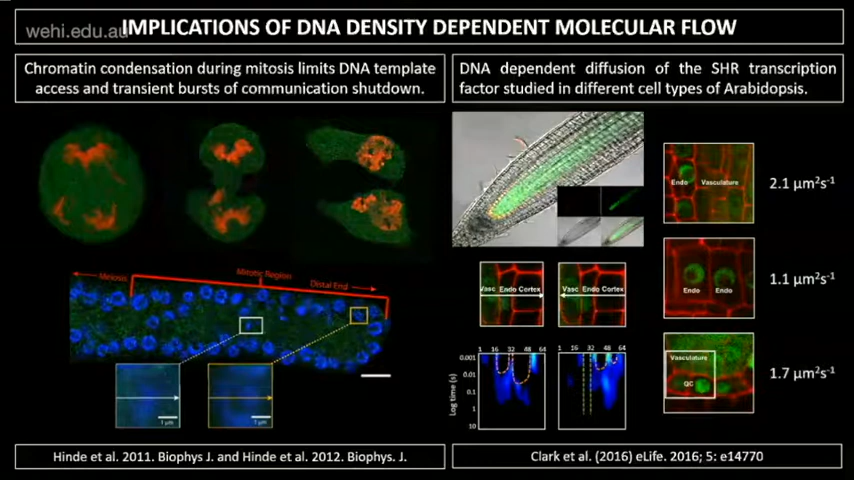 wehi.edu.au
IMPLICATIONS OF DNA DENSITY DEPENDENT MOLECULAR FLOW
Chromatin condensation during mitosis limits DNA template
access and transient bursts of communication shutdown.
Meiosis
Mitotic Region
Distal End
1 µm
1 µm
Hinde et al. 2011. Biophys J. and Hinde et al. 2012. Biophys. J.
DNA dependent diffusion of the SHR transcription
factor studied in different cell types of Arabidopsis.
Endo Vasculature
2.1 µm²s⁻¹
Endo Endo
1.1 µm²s⁻¹
Vasc Endo Cortex
Vasc Endo Cortex
Vasculature
QC
1.7 µm²s⁻¹
1 16 32 48 64
1 16 32 48 64
Log time (s)
0.001
0.01
0.1
1
10
Clark et al. (2016) eLife. 2016; 5: e14770